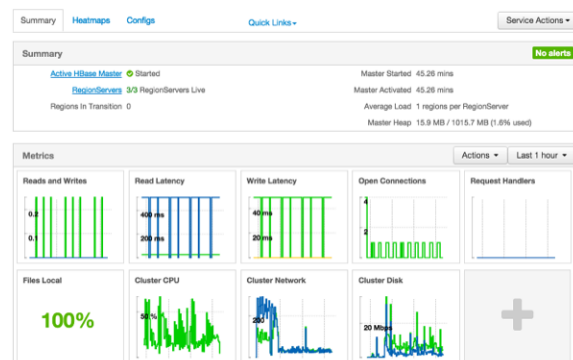 Summary Heatmaps Configs Quick Links Service Actions
Summary No alerts
Active HBase Master Started Master Started 45.26 mins
RegionServers 3/3 RegionServers Live Master Activated 45.26 mins
Regions In Transition 0 Average Load 1 regions per RegionServer
Master Heap 15.9 MB / 1015.7 MB (1.6% used)
Metrics Actions Last 1 hour
Reads and Writes Read Latency Write Latency Open Connections Request Handlers
0.2 400 ms 40 ms 4
0.1 200 ms 20 ms 2
Files Local Cluster CPU Cluster Network Cluster Disk
100% 50 % 20 Mbps